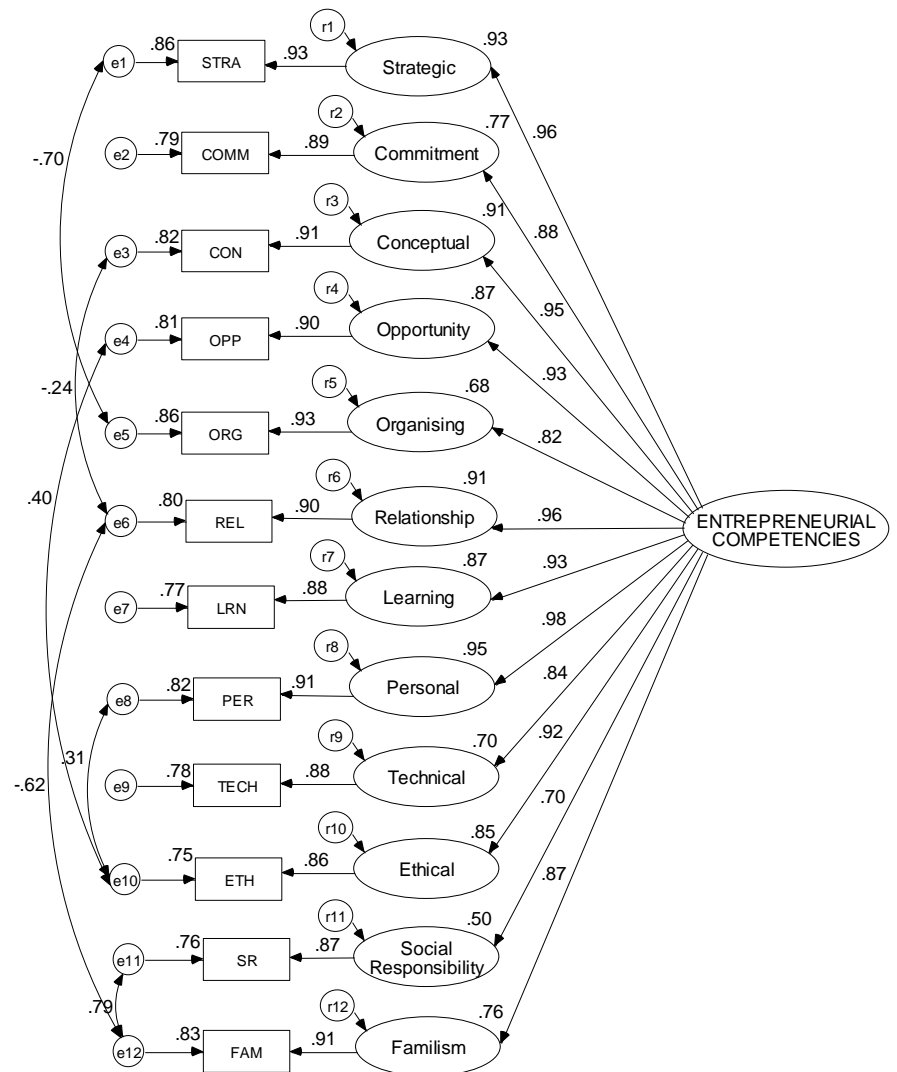 r1
.93
.86
.93
e1
STRA
Strategic
.96
r2
.77
.79
.89
e2
COMM
Commitment
-.70
r3
.91
.88
.82
.91
e3
CON
Conceptual
r4
.87
.95
.81
.90
e4
OPP
Opportunity
.93
-.24
r5
.68
.86
.93
e5
ORG
Organising
.82
r6
.91
.40
.80
.90
.96
e6
REL
Relationship
ENTREPRENEURIAL
COMPETENCIES
r7
.87
.93
.77
.88
e7
LRN
Learning
.98
r8
.95
.82
.91
.84
e8
PER
Personal
r9
.70
.92
.31
-.62
.78
.88
e9
TECH
Technical
.70
r10
.85
.75
.86
e10
ETH
Ethical
.87
r11
.50
.76
.87
e11
SR
Social
Responsibility
.79
r12
.76
.83
.91
e12
FAM
Familism